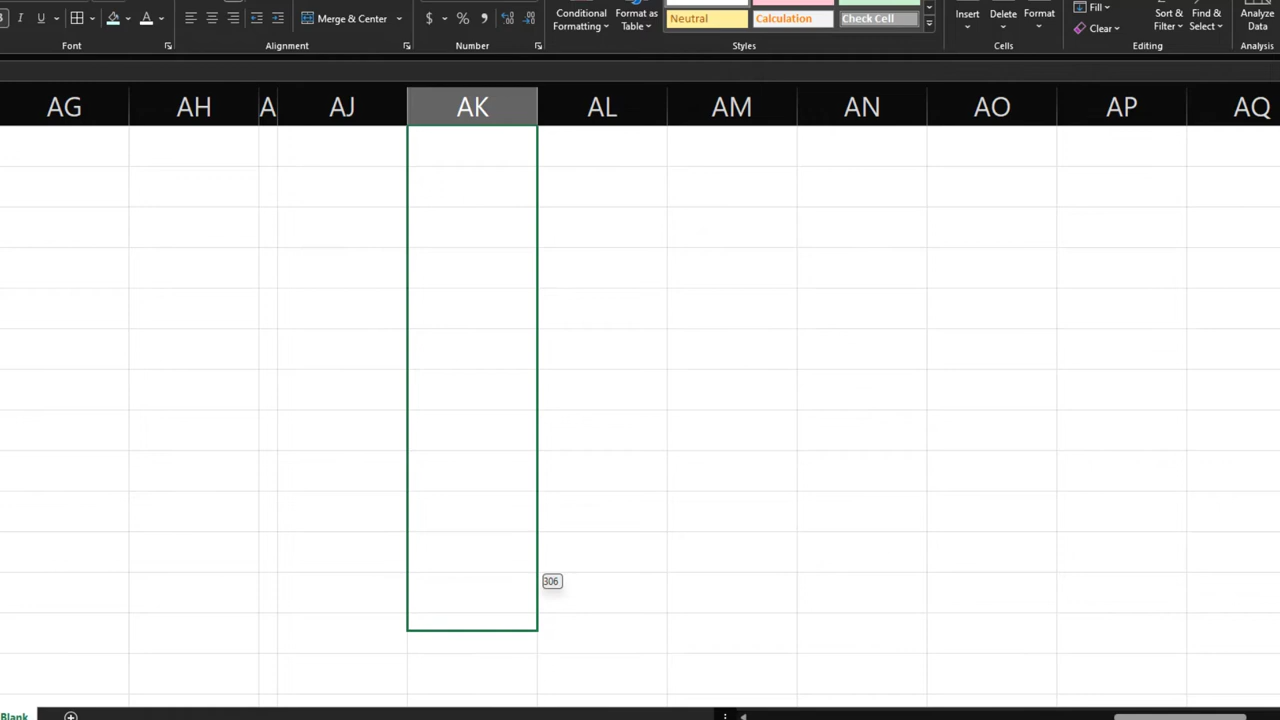 I
A
Merge & Center
$
%
Conditional Formatting
Format as Table
Neutral
Calculation
Check Cell
Insert
Delete
Format
Fill
Clear
Sort & Filter
Find & Select
Analyze Data
Font
Alignment
Number
Styles
Cells
Editing
Analysis
AG AH A AJ AK AL AM AN AO AP AQ
306
Blank